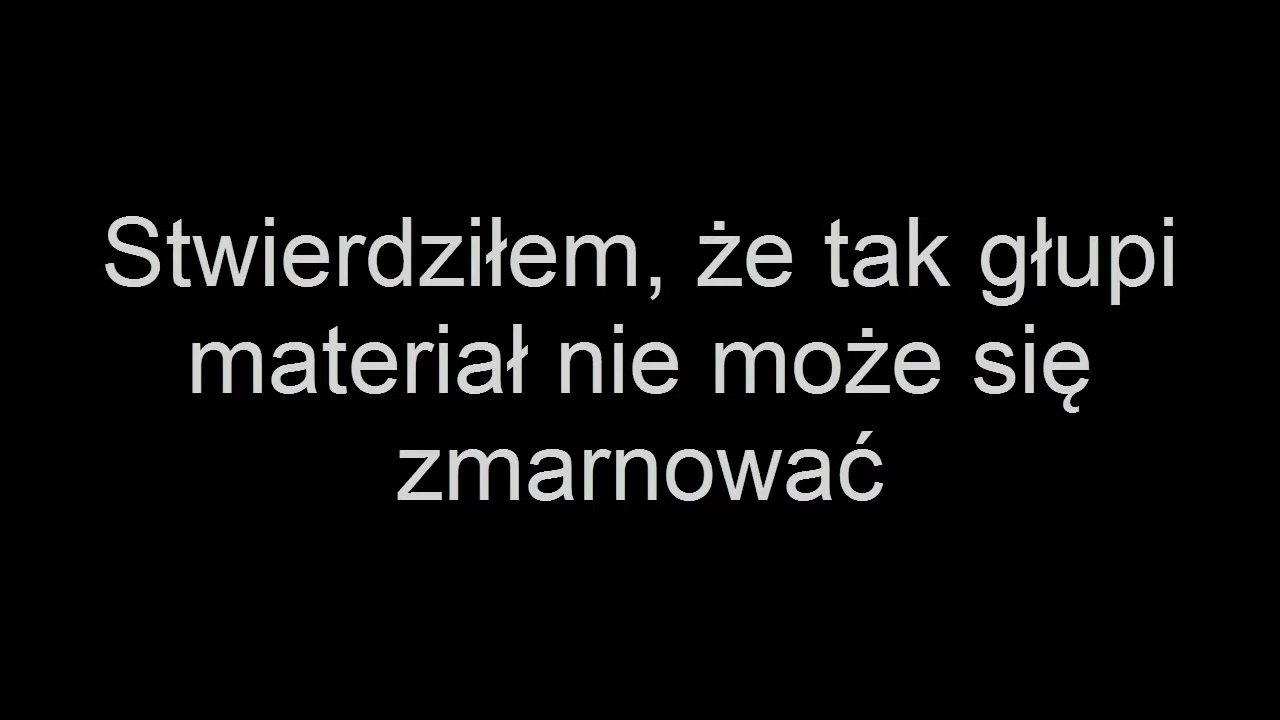 Stwierdziłem, że tak głupi
materiał nie może się
zmarnować